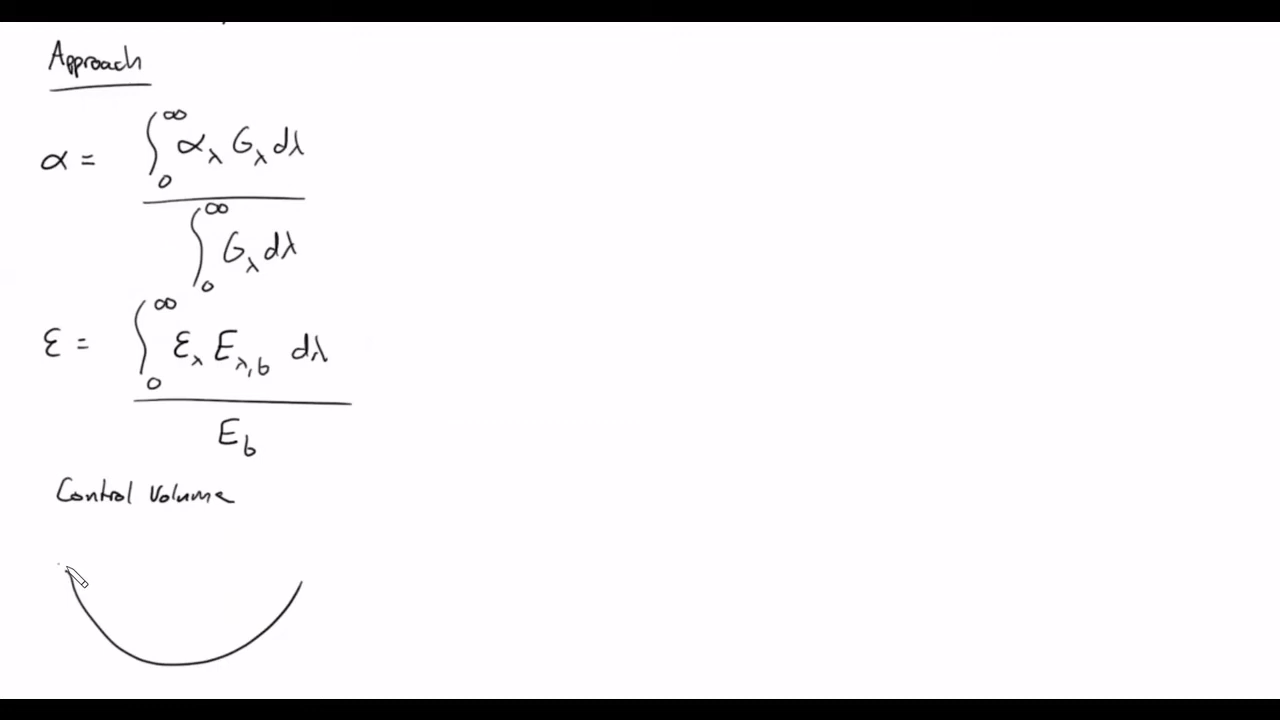 Approach
α = ∫₀^∞ α_λ G_λ dλ
∫₀^∞ G_λ dλ
ε = ∫₀^∞ ε_λ E_λ,b dλ
E_b
Control Volume